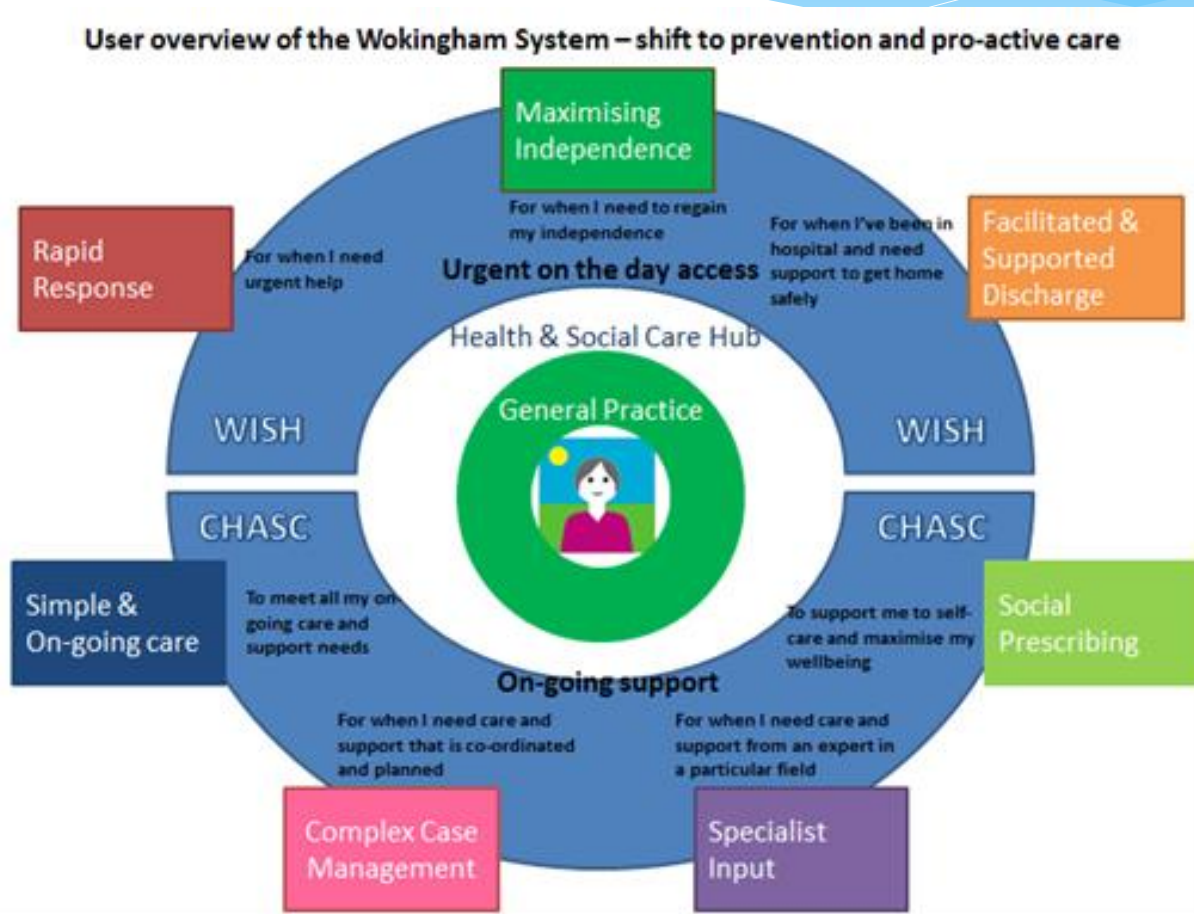 User overview of the Wokingham System – shift to prevention and pro-active care
Maximising
Independence
For when I need to regain
my independence
Rapid
Response
For when I need
urgent help
For when I've been in
hospital and need
support to get home
safely
Facilitated &
Supported
Discharge
Urgent on the day access
Health & Social Care Hub
General Practice
WISH
WISH
CHASC
CHASC
Simple &
On-going care
To meet all my on-
going care and
support needs
To support me to self-
care and maximise my
wellbeing
Social
Prescribing
On-going support
For when I need care and
support that is co-ordinated
and planned
For when I need care and
support from an expert in
a particular field
Complex Case
Management
Specialist
Input